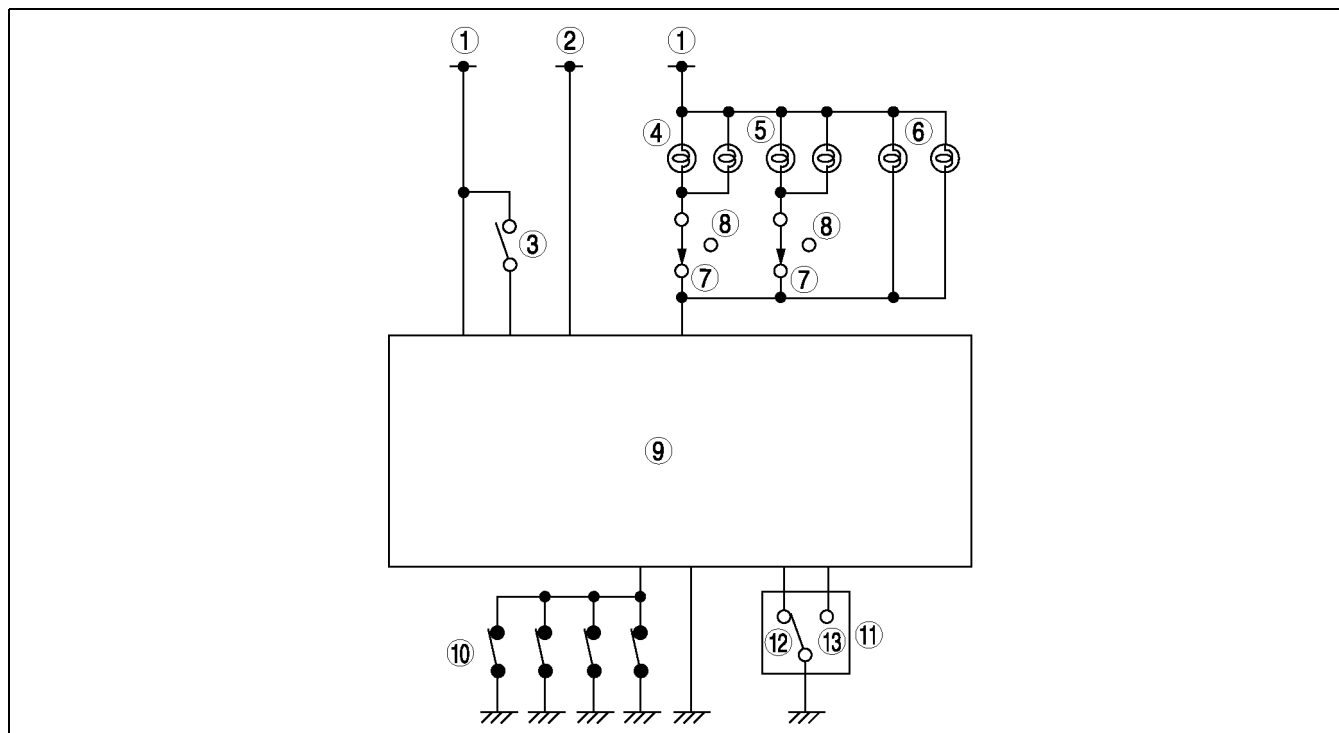 ① ② ①
④ ⑤ ⑥
③ ⑧ ⑧
⑦ ⑦
⑨
⑩ ⑫ ⑬ ⑪